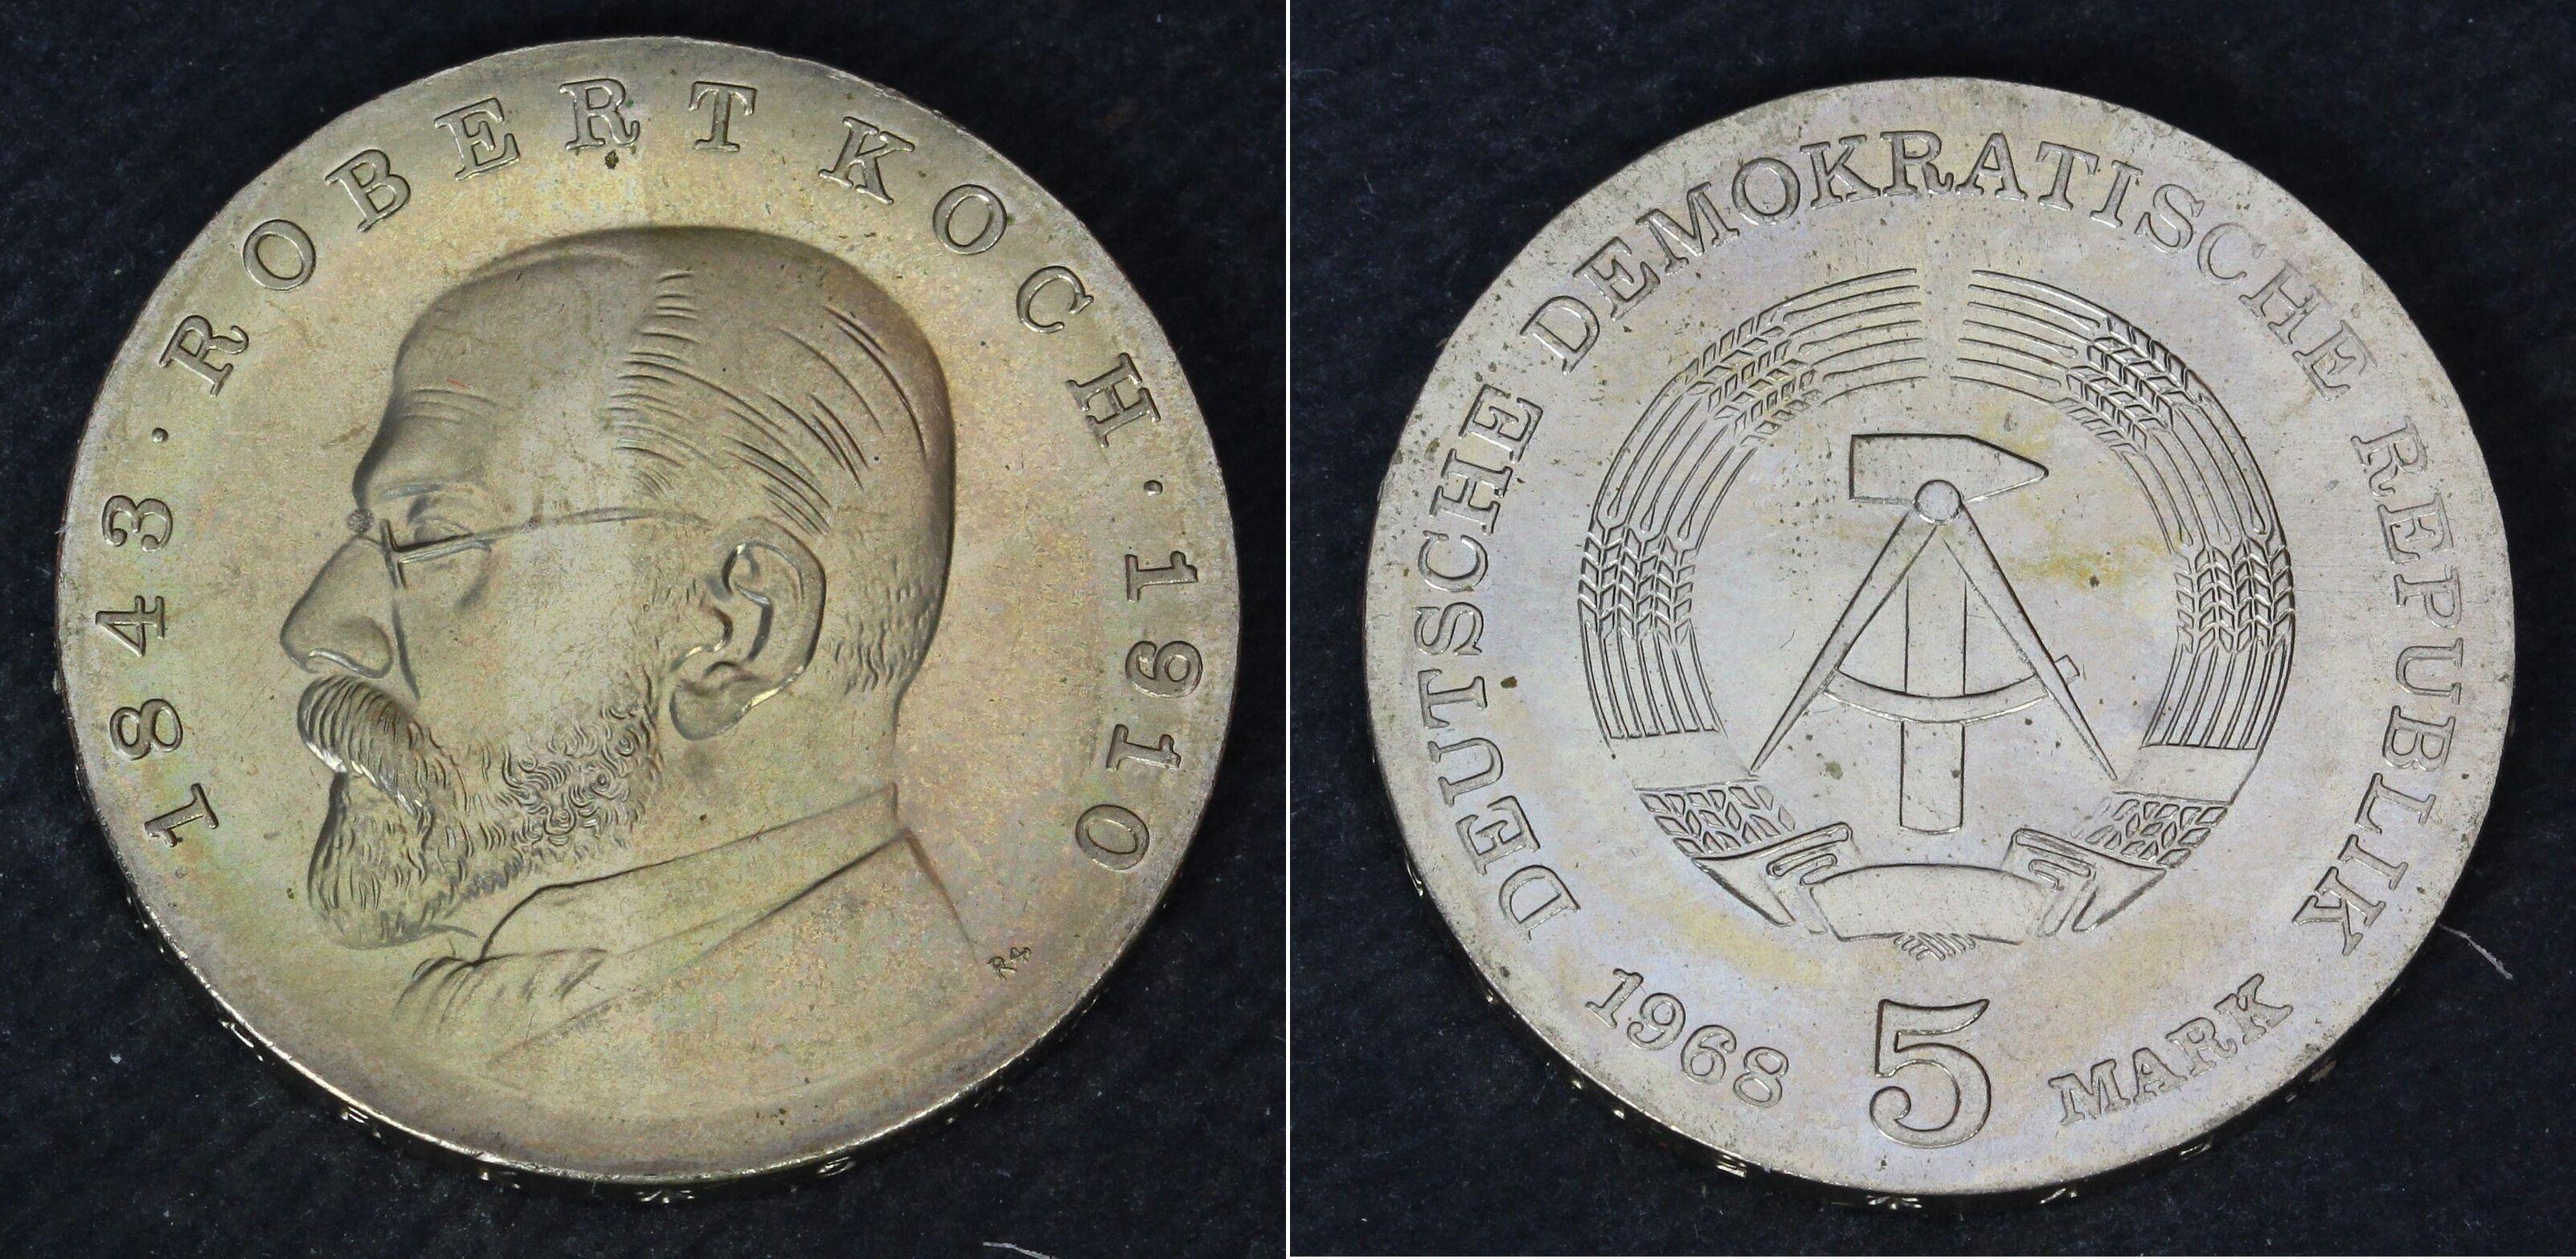 1843 · ROBERT KOCH · 1910
DEUTSCHE DEMOKRATISCHE REPUBLIK
1968 5 MARK